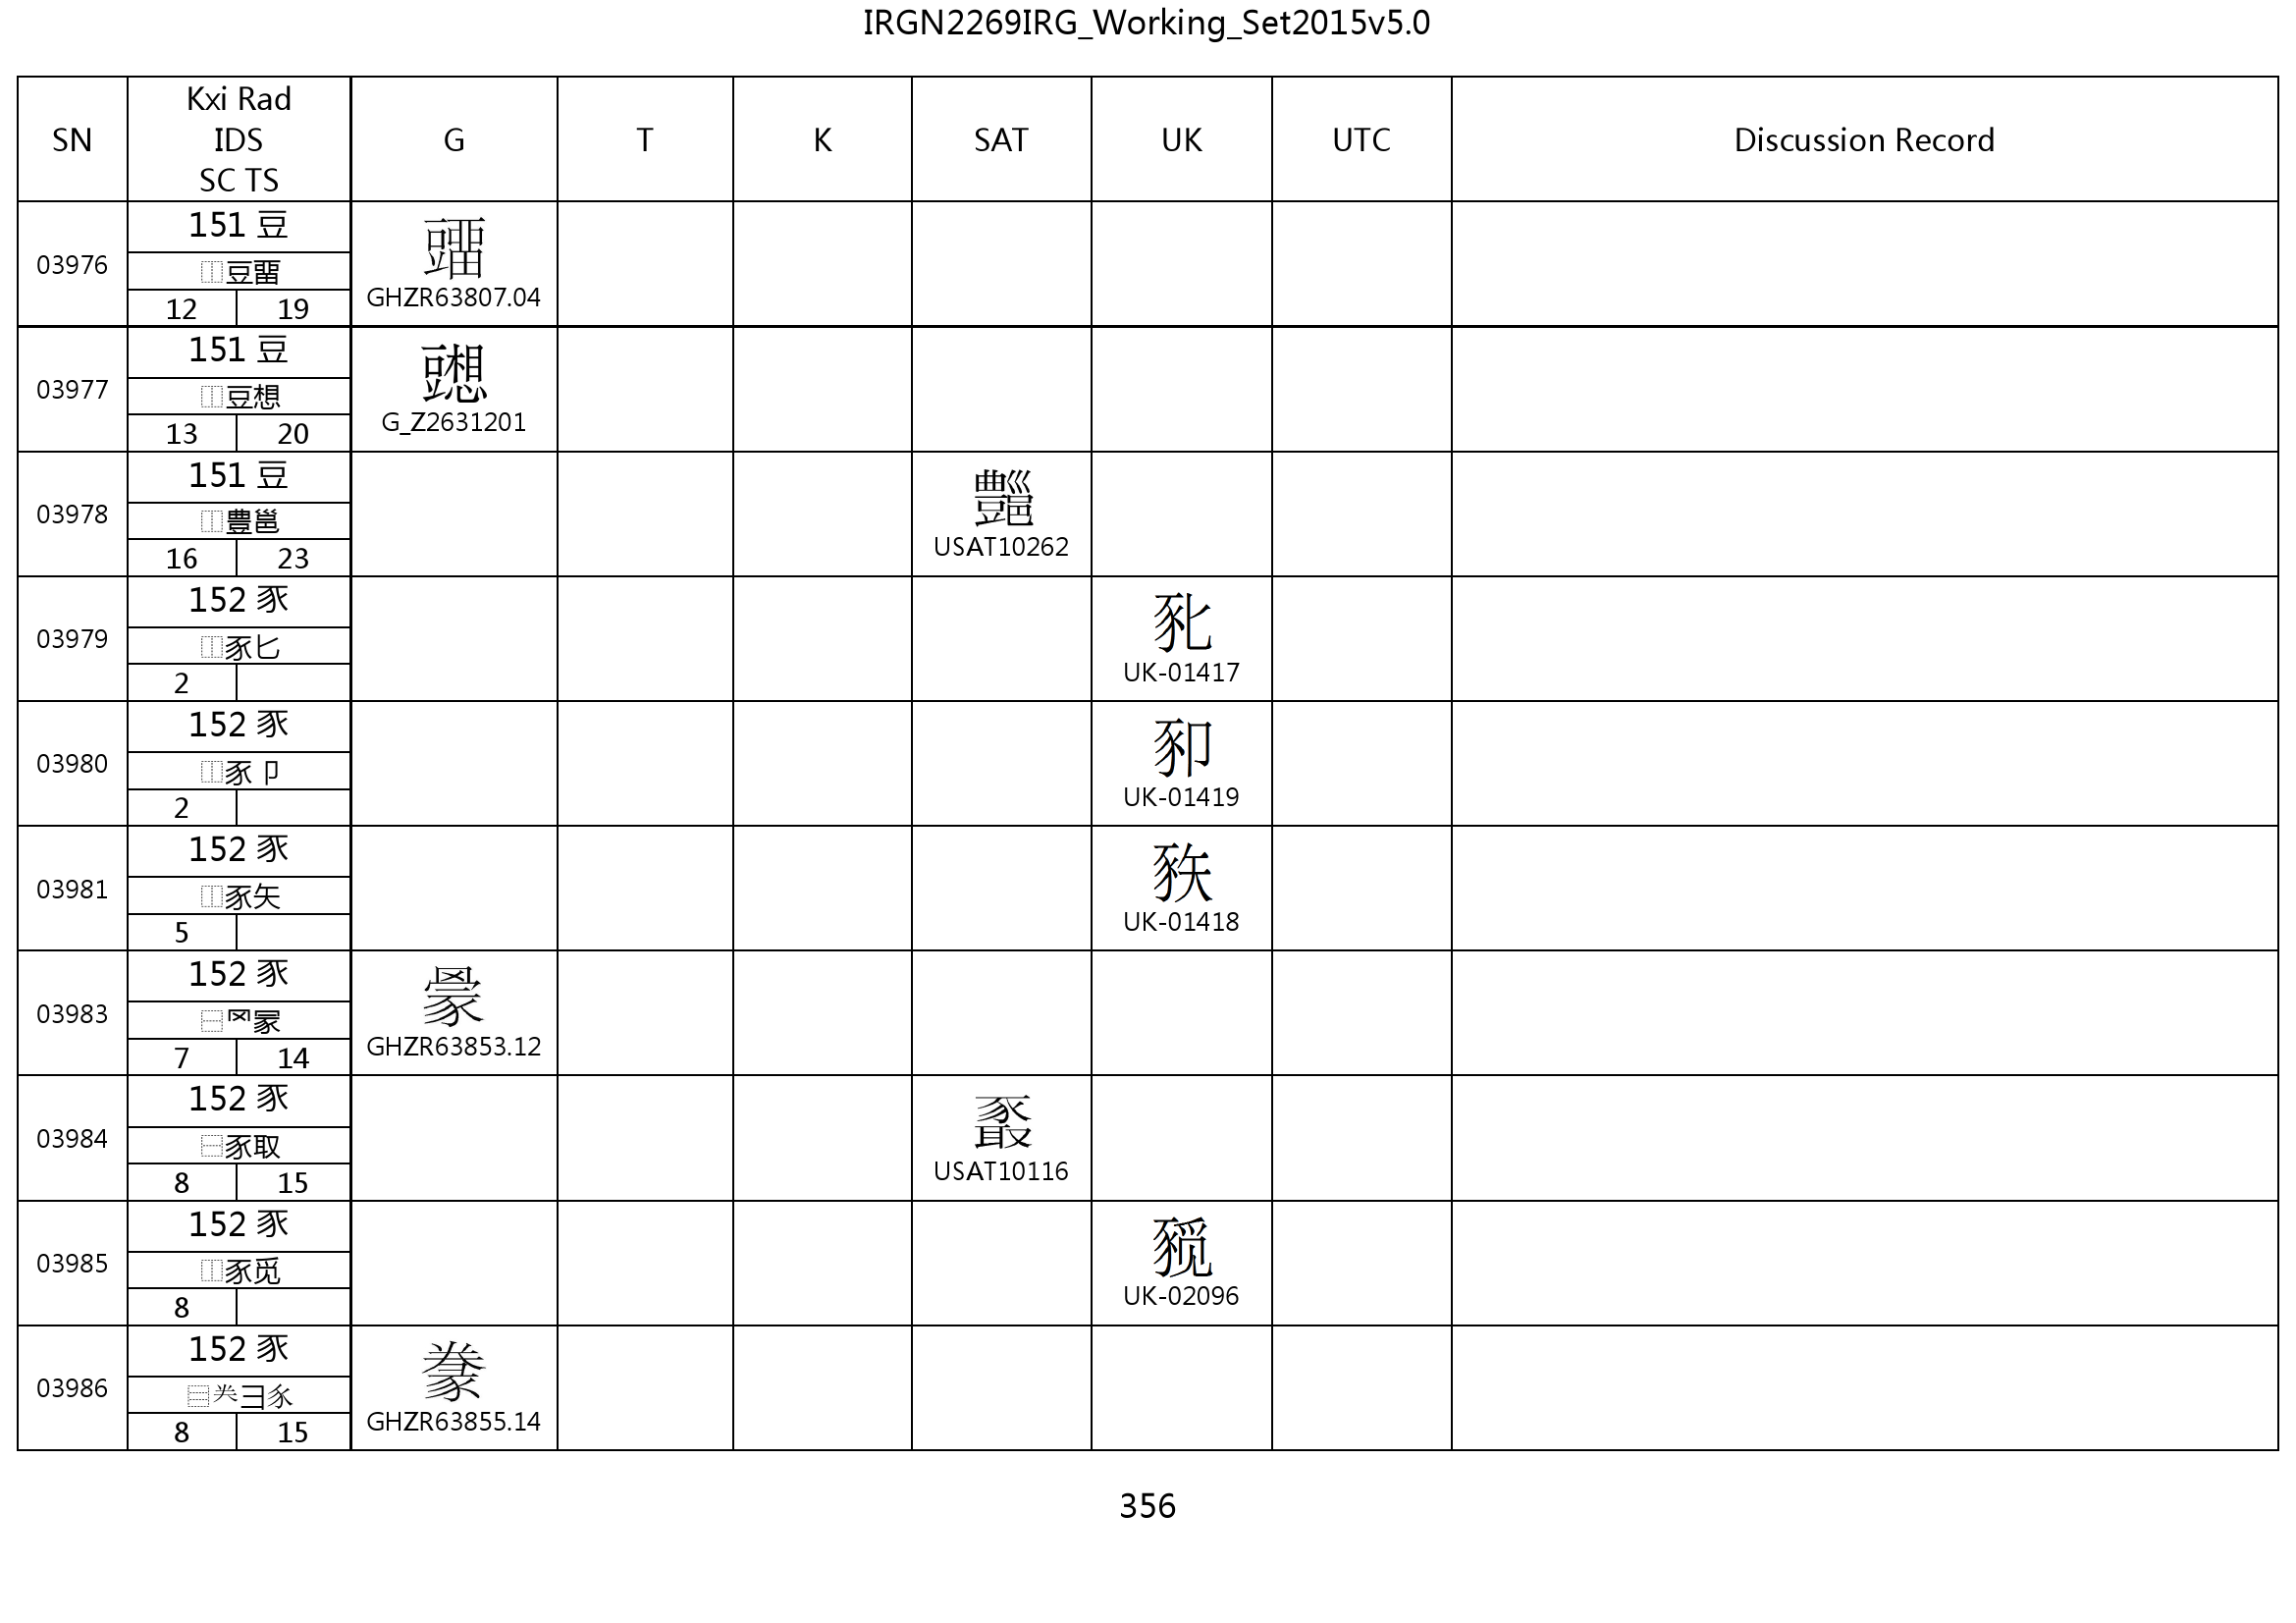 IRGN2269IRG_Working_Set2015v5.0
SN Kxi Rad IDS SC TS G T K SAT UK UTC Discussion Record
03976 151 豆
⿰豆畱
12 19
GHZR63807.04
03977 151 豆
⿰豆想
13 20
G_Z2631201
03978 151 豆
⿰豊邕
16 23
USAT10262
03979 152 豕
⿰豕匕
2
UK-01417
03980 152 豕
⿰豕卩
2
UK-01419
03981 152 豕
⿰豕矢
5
UK-01418
03983 152 豕
⿱冡
7 14
GHZR63853.12
03984 152 豕
⿱豕取
8 15
USAT10116
03985 152 豕
⿰豕觅
8
UK-02096
03986 152 豕
⿳龹彐豕
8 15
GHZR63855.14
356